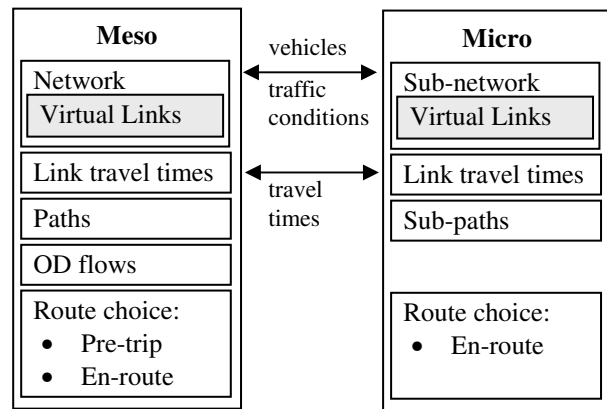 Meso
Network
Virtual Links
Link travel times
Paths
OD flows
Route choice:
• Pre-trip
• En-route
vehicles
traffic
conditions
travel
times
Micro
Sub-network
Virtual Links
Link travel times
Sub-paths
Route choice:
• En-route